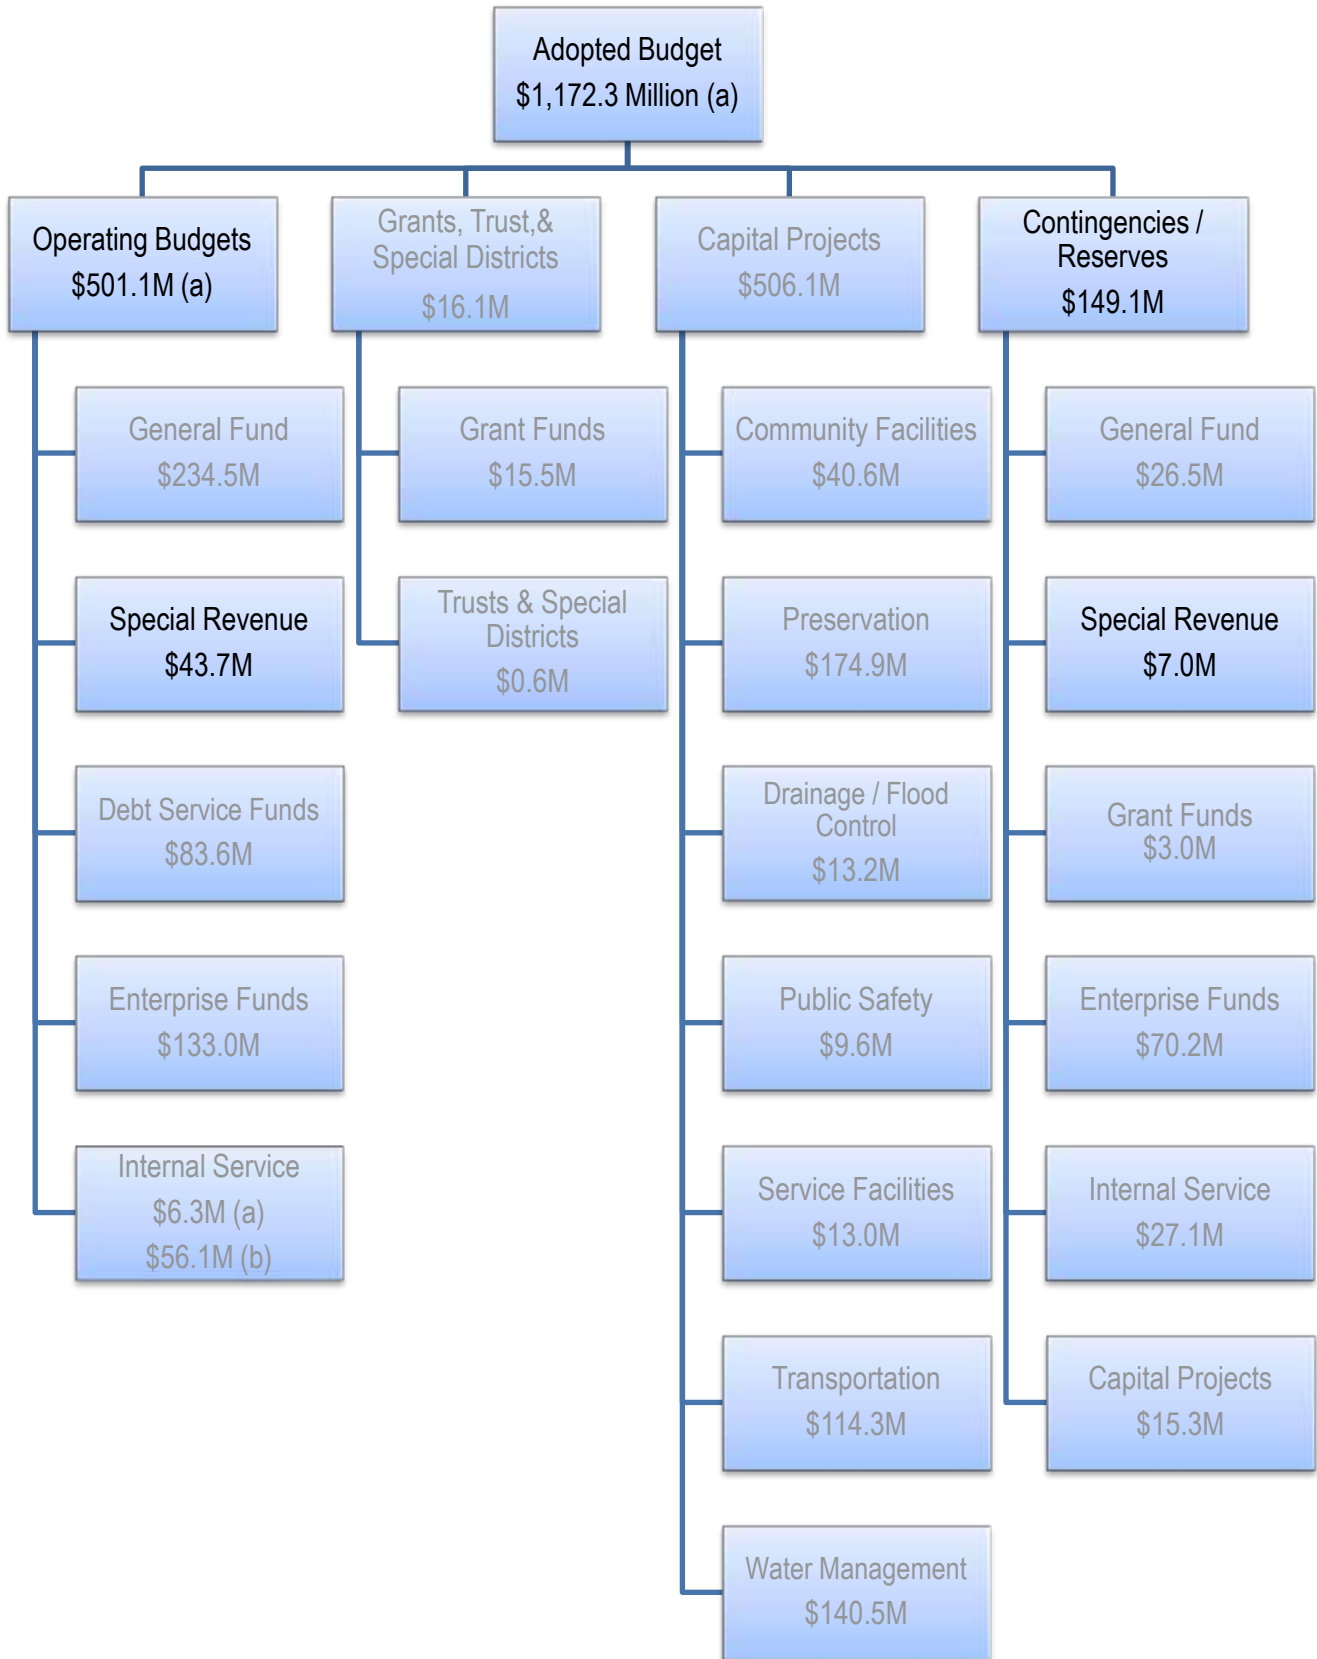 Adopted Budget
$1,172.3 Million (a)
Operating Budgets
$501.1M (a)
General Fund
$234.5M
Special Revenue
$43.7M
Debt Service Funds
$83.6M
Enterprise Funds
$133.0M
Internal Service
$6.3M (a)
$56.1M (b)
Grants, Trust,&
Special Districts
$16.1M
Grant Funds
$15.5M
Trusts & Special
Districts
$0.6M
Capital Projects
$506.1M
Community Facilities
$40.6M
Preservation
$174.9M
Drainage / Flood
Control
$13.2M
Public Safety
$9.6M
Service Facilities
$13.0M
Transportation
$114.3M
Water Management
$140.5M
Contingencies /
Reserves
$149.1M
General Fund
$26.5M
Special Revenue
$7.0M
Grant Funds
$3.0M
Enterprise Funds
$70.2M
Internal Service
$27.1M
Capital Projects
$15.3M